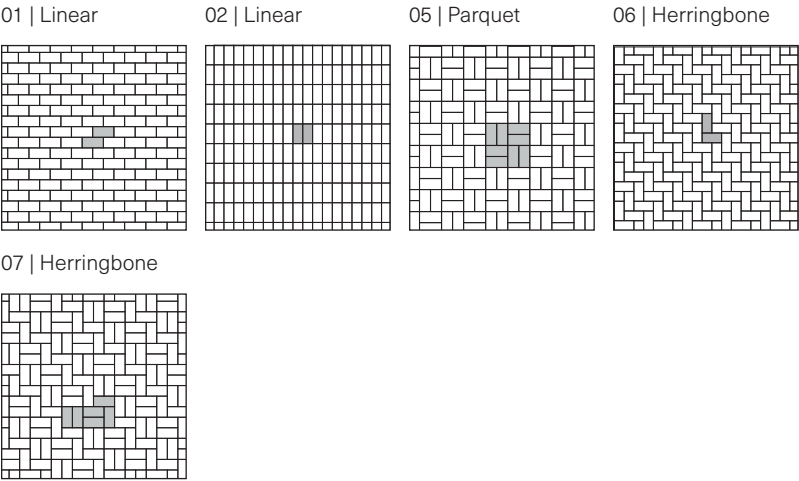 01 | Linear
02 | Linear
05 | Parquet
06 | Herringbone
07 | Herringbone